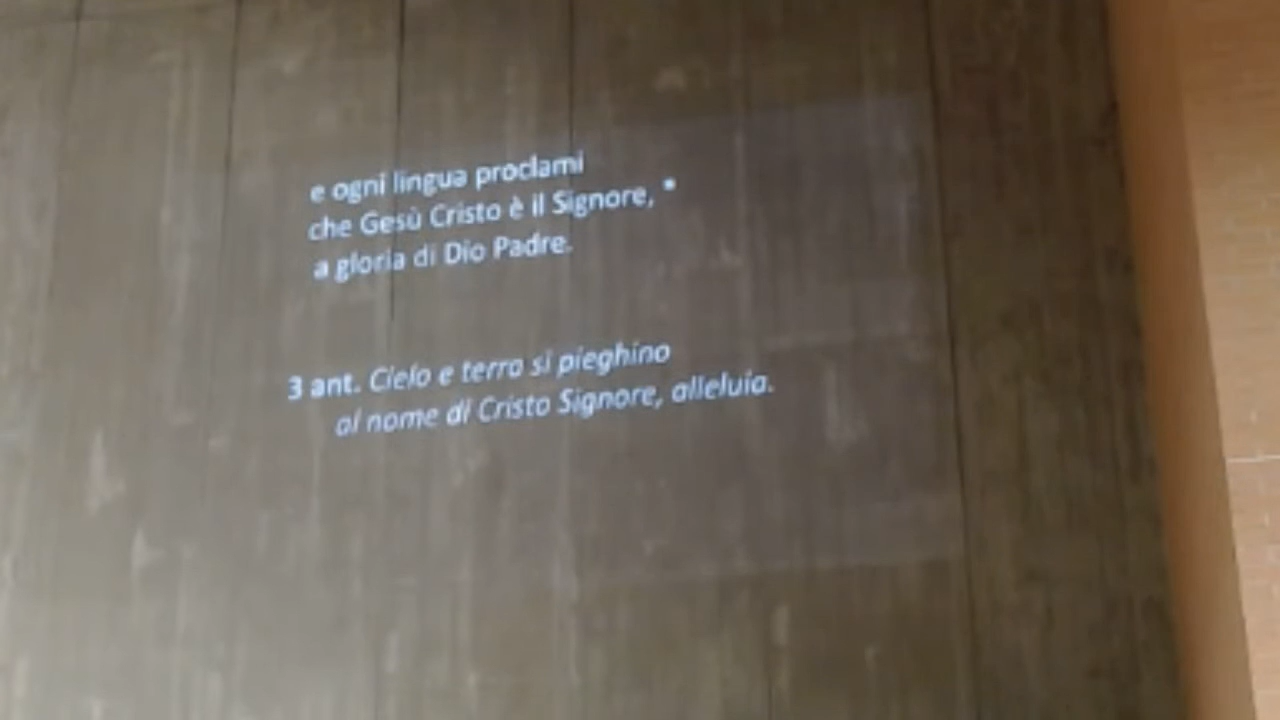 e ogni lingua proclami
che Gesù Cristo è il Signore, *
a gloria di Dio Padre.
3 ant. Cielo e terra si pieghino
al nome di Cristo Signore, alleluia.